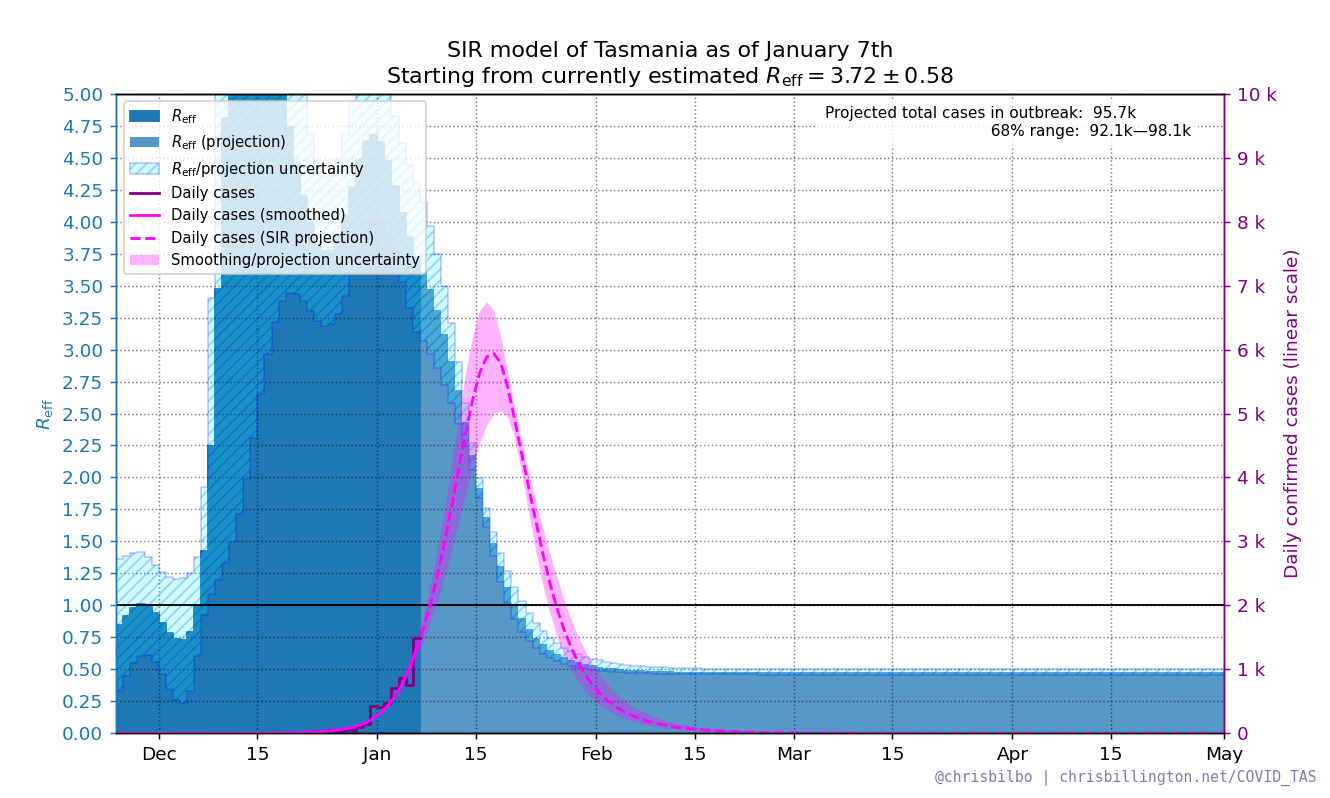 SIR model of Tasmania as of January 7th
Starting from currently estimated R_eff = 3.72 ± 0.58
Projected total cases in outbreak: 95.7k
68% range: 92.1k—98.1k
R_eff
R_eff (projection)
R_eff/projection uncertainty
Daily cases
Daily cases (smoothed)
Daily cases (SIR projection)
Smoothing/projection uncertainty
R_eff
5.00
4.75
4.50
4.25
4.00
3.75
3.50
3.25
3.00
2.75
2.50
2.25
2.00
1.75
1.50
1.25
1.00
0.75
0.50
0.25
0.00
10 k
9 k
8 k
7 k
6 k
5 k
4 k
3 k
2 k
1 k
0
Daily confirmed cases (linear scale)
Dec 15 Jan 15 Feb 15 Mar 15 Apr 15 May
@chrisbilbo | chrisbillington.net/COVID_TAS